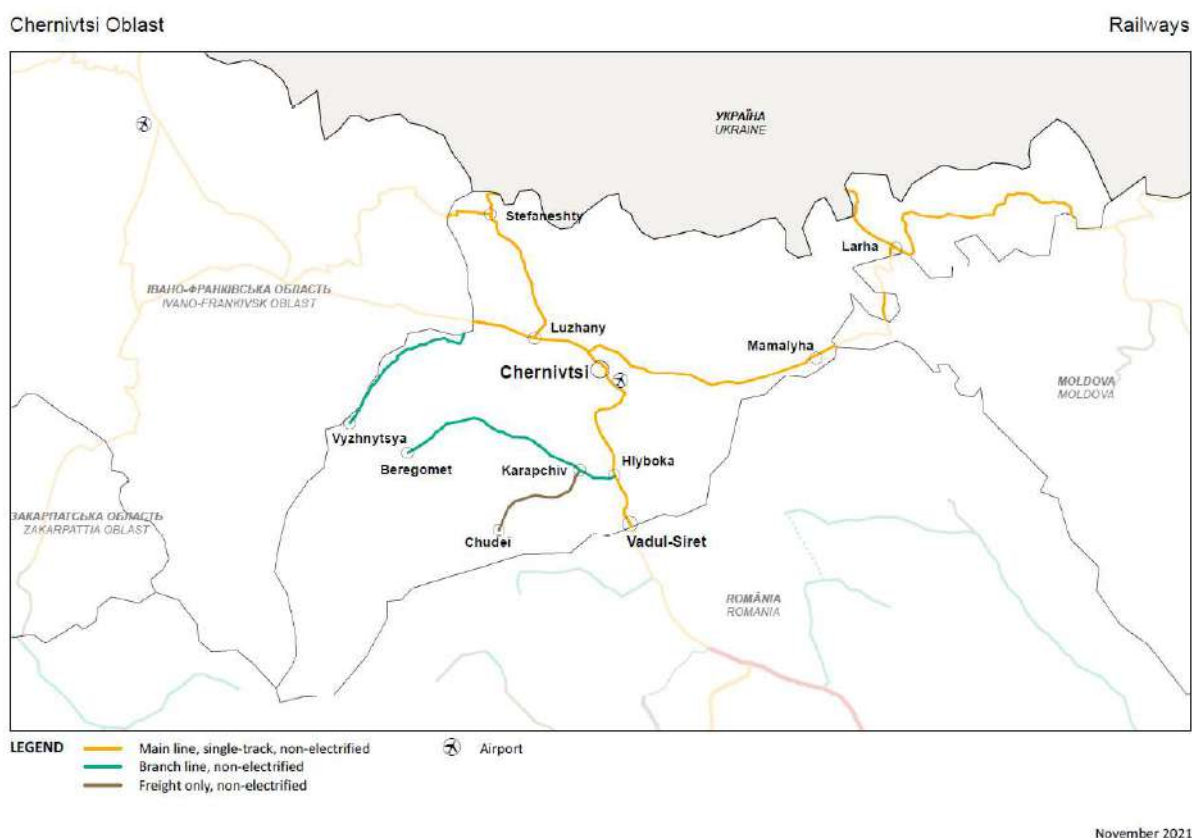 Chernivtsi Oblast
Railways
УКРАЇНА
UKRAINE
Stefaneshty
Larha
ІВАНО-ФРАНКІВСЬКА ОБЛАСТЬ
IVANO-FRANKIVSK OBLAST
Luzhany
Mamalyha
Chernivtsi
MOLDOVA
MOLDOVA
Vyzhnytsya
Beregomet
Karapchiv
Hlyboka
ЗАКАРПАТСЬКА ОБЛАСТЬ
ZAKARPATTIA OBLAST
Chudei
Vadul-Siret
ROMÂNIA
ROMANIA
LEGEND
Main line, single-track, non-electrified
Airport
Branch line, non-electrified
Freight only, non-electrified
November 2021